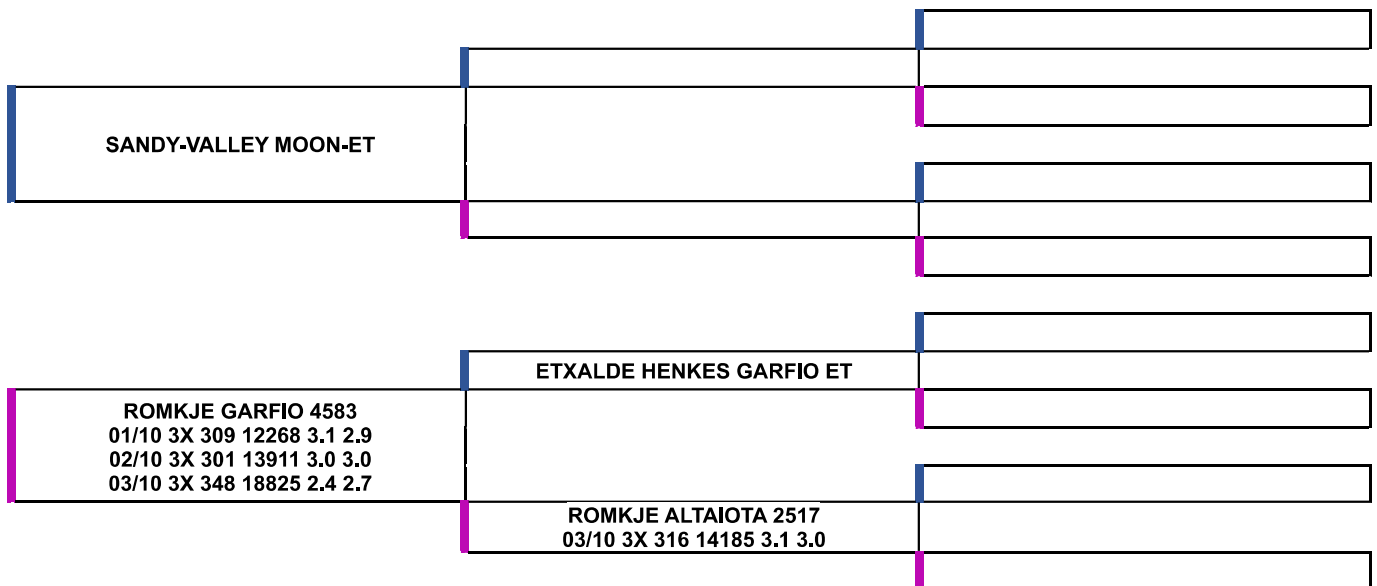 SANDY-VALLEY MOON-ET
ETXALDE HENKES GARFIO ET
ROMKJE GARFIO 4583
01/10 3X 309 12268 3.1 2.9
02/10 3X 301 13911 3.0 3.0
03/10 3X 348 18825 2.4 2.7
ROMKJE ALTAIOTA 2517
03/10 3X 316 14185 3.1 3.0